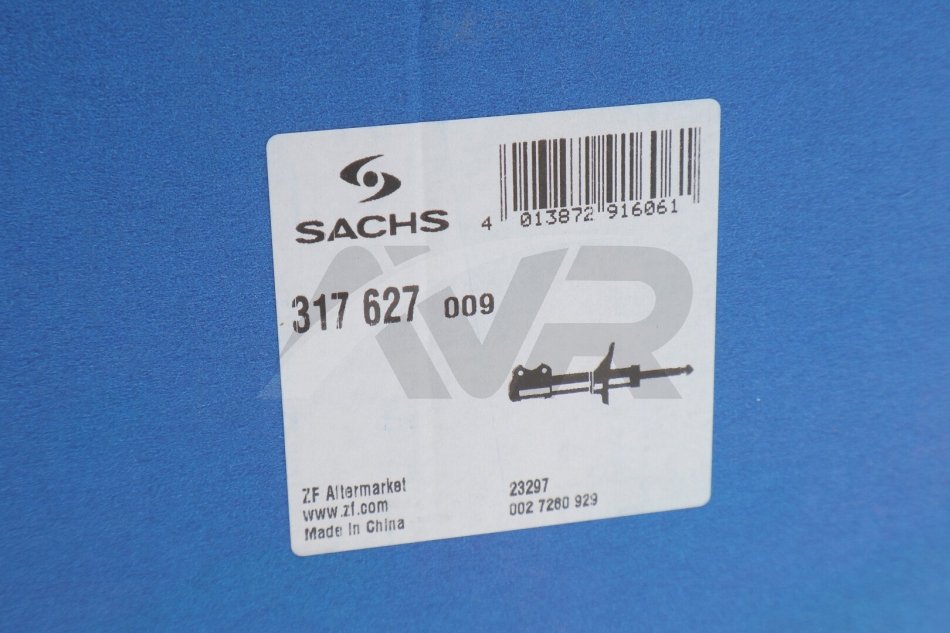 SACHS
4 013872 916061
317 627 009
AVR
ZF Aftermarket
www.zf.com
Made in China
23297
002 7260 929